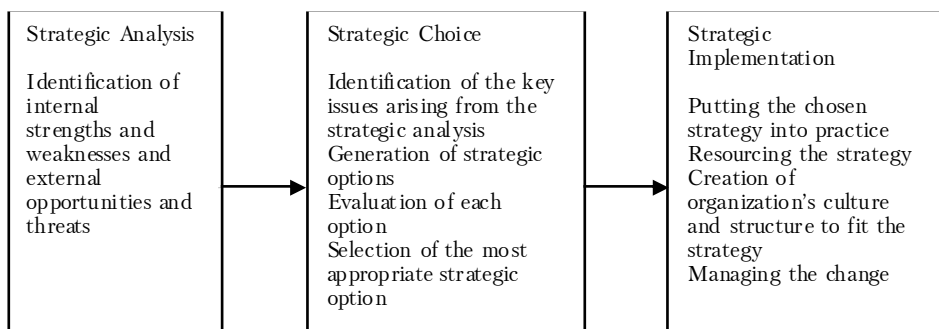 Strategic Analysis
Identification of
internal
strengths and
weaknesses and
external
opportunities and
threats
Strategic Choice
Identification of the key
issues arising from the
strategic analysis
Generation of strategic
options
Evaluation of each
option
Selection of the most
appropriate strategic
option
Strategic
Implementation
Putting the chosen
strategy into practice
Resourcing the strategy
Creation of
organization's culture
and structure to fit the
strategy
Managing the change